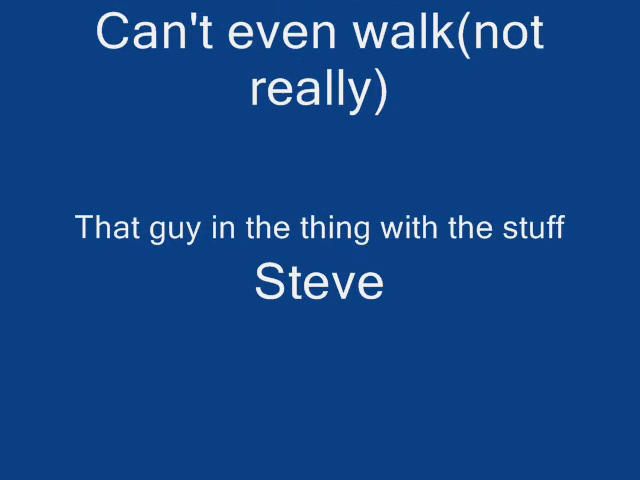 Can't even walk(not
really)
That guy in the thing with the stuff
Steve